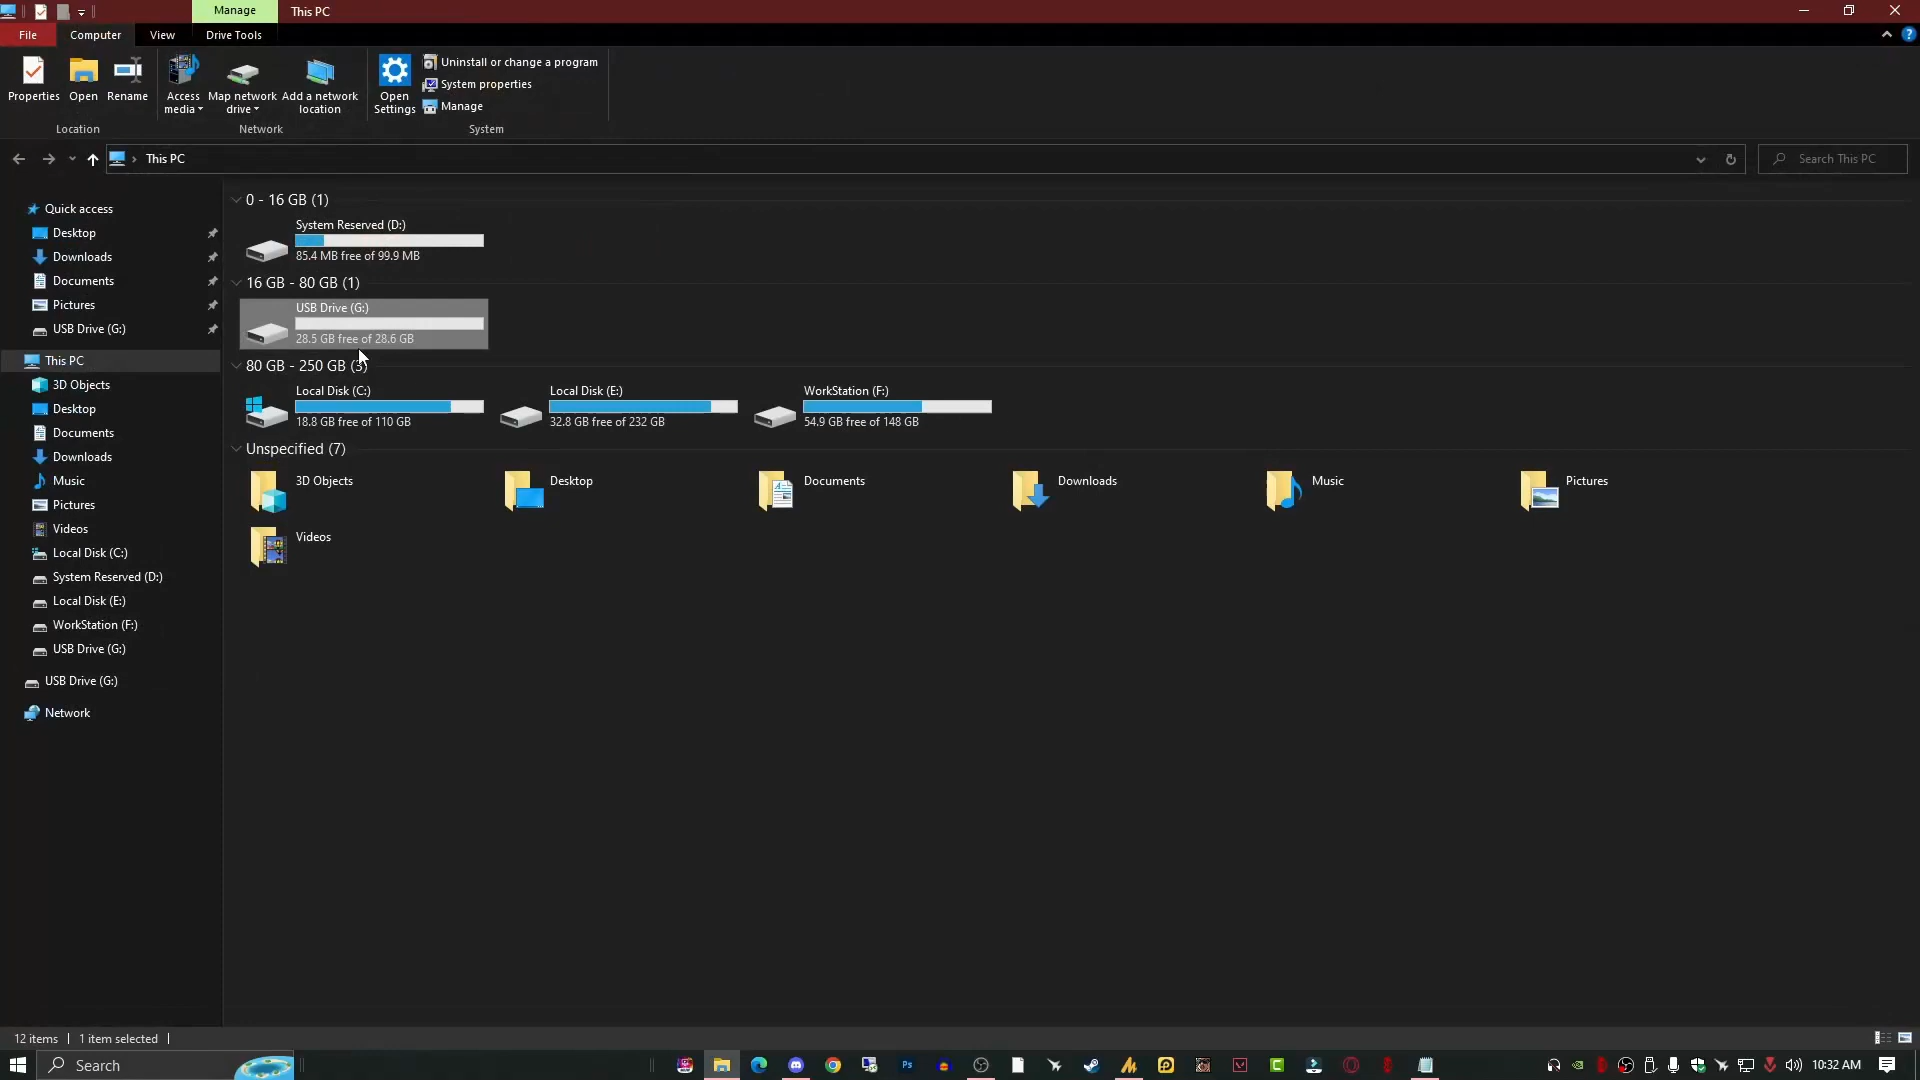 Manage
This PC
File
Computer
View
Drive Tools
Properties
Open
Rename
Access media
Map network drive
Add a network location
Open Settings
Uninstall or change a program
System properties
Manage
Location
Network
System
This PC
Search This PC
Quick access
Desktop
Downloads
Documents
Pictures
USB Drive (G:)
This PC
3D Objects
Desktop
Documents
Downloads
Music
Pictures
Videos
Local Disk (C:)
System Reserved (D:)
Local Disk (E:)
WorkStation (F:)
USB Drive (G:)
USB Drive (G:)
Network
0 - 16 GB (1)
System Reserved (D:)
85.4 MB free of 99.9 MB
16 GB - 80 GB (1)
USB Drive (G:)
28.5 GB free of 28.6 GB
80 GB - 250 GB (3)
Local Disk (C:)
18.8 GB free of 110 GB
Local Disk (E:)
32.8 GB free of 232 GB
WorkStation (F:)
54.9 GB free of 148 GB
Unspecified (7)
3D Objects
Desktop
Documents
Downloads
Music
Pictures
Videos
12 items
1 item selected
Search
Ps
10:32 AM